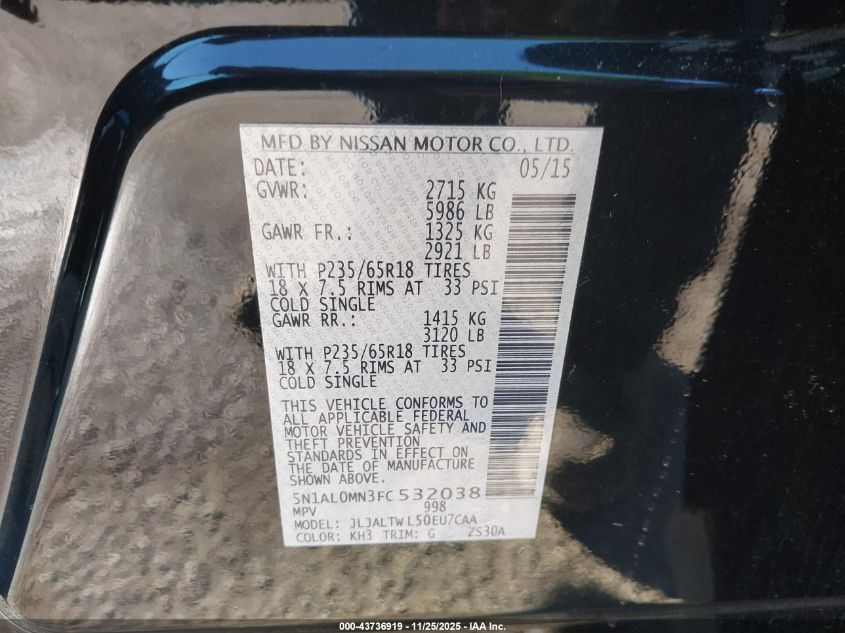 MFD BY NISSAN MOTOR CO., LTD.
DATE: 05/15
GVWR: 2715 KG
5986 LB
GAWR FR.: 1325 KG
2921 LB
WITH P235/65R18 TIRES
18 X 7.5 RIMS AT 33 PSI
COLD SINGLE
GAWR RR.: 1415 KG
3120 LB
WITH P235/65R18 TIRES
18 X 7.5 RIMS AT 33 PSI
COLD SINGLE
THIS VEHICLE CONFORMS TO
ALL APPLICABLE FEDERAL
MOTOR VEHICLE SAFETY AND
THEFT PREVENTION
STANDARDS IN EFFECT ON
THE DATE OF MANUFACTURE
SHOWN ABOVE.
5N1AL0MN3FC532038
MPV 998
MODEL: JLJALTWL50EU7CAA
COLOR: KH3 TRIM: G ZS30A
000-43736919 - 11/25/2025 - IAA Inc.